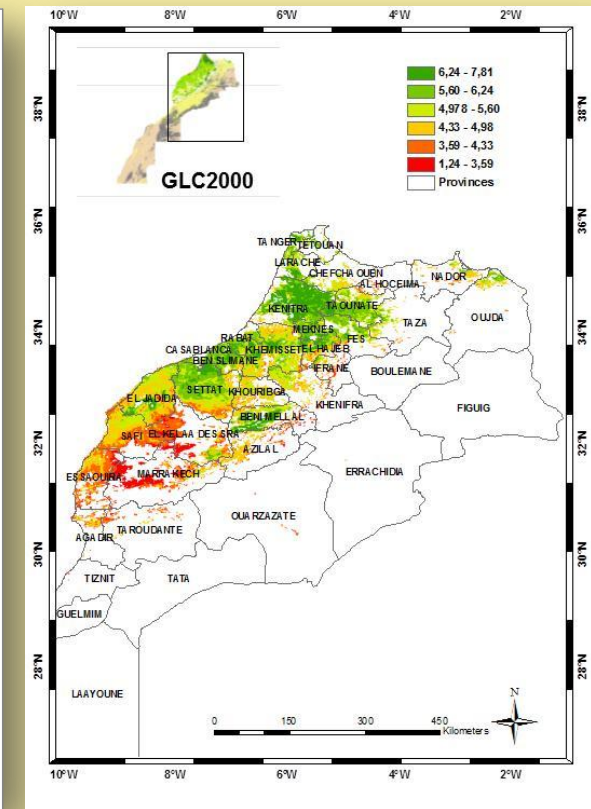 10°W 8°W 6°W 4°W 2°W
38°N 38°N
6,24 - 7,81
5,60 - 6,24
4,978 - 5,60
4,33 - 4,98
3,59 - 4,33
1,24 - 3,59
Provinces
GLC2000
36°N 36°N
TANGER
TETOUAN
LARACHE
CHEFCHAOUEN
AL HOCEIMA
NADOR
KENITRA
TAOUNATE
OUJDA
TAZA
34°N 34°N
MEKNES
FES
RABAT
CASABLANCA
KHEMISSET
EL HAJEB
BEN SLIMANE
IFRANE
BOULEMANE
SETTAT
KHOURIBGA
EL JADIDA
KHENIFRA
FIGUIG
BENI MELLAL
32°N 32°N
SAFI
EL KELAA DES SRA
AZILAL
ERRACHIDIA
ESSAOUIRA
MARRAKECH
OUARZAZATE
TAROUDANTE
AGADIR
30°N 30°N
TIZNIT
TATA
GUELMIM
28°N 28°N
LAAYOUNE
N
0 150 300 450
Kilometers
10°W 8°W 6°W 4°W 2°W